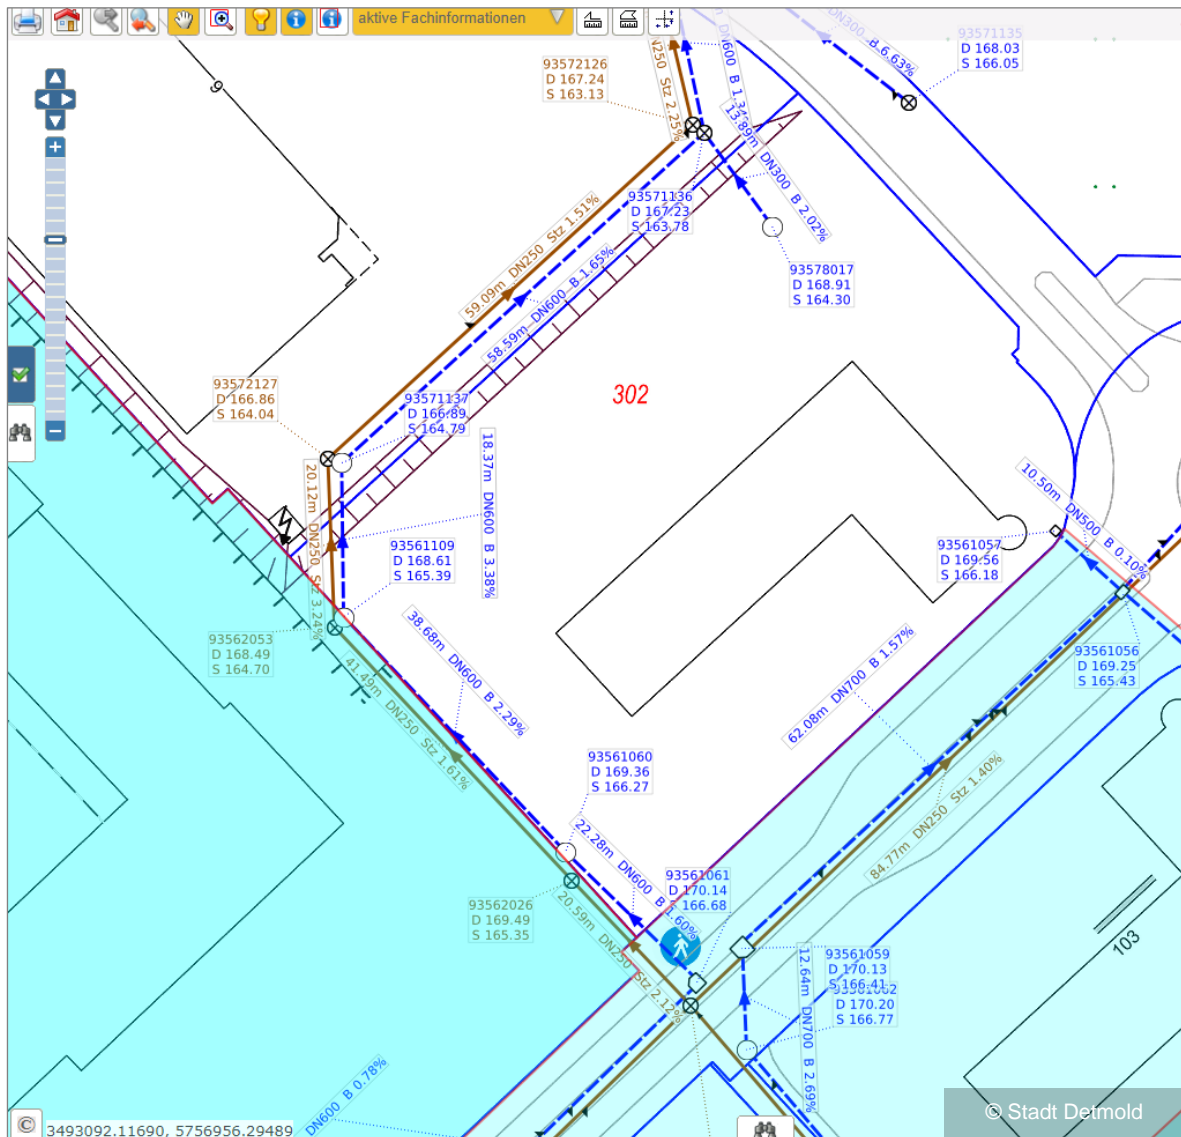 aktive Fachinformationen
DN300 B 6.63%
93571135
D 168.03
S 166.05
93572126
D 167.24
S 163.13
DN250 Stz 2.25%
DN600 B 1.34%
13.89m DN300 B 2.02%
9
93571136
D 167.23
S 163.78
59.09m DN250 Stz 1.51%
58.59m DN600 B 1.65%
93578017
D 168.91
S 164.30
302
93572127
D 166.86
S 164.04
93571137
D 166.89
S 164.79
18.37m DN600 B 3.38%
20.12m DN250 Stz 3.24%
10.50m DN500 B 0.10%
93561109
D 168.61
S 165.39
93561057
D 169.56
S 166.18
93562053
D 168.49
S 164.70
38.68m DN600 B 2.29%
41.49m DN250 Stz 1.61%
62.08m DN700 B 1.57%
93561056
D 169.25
S 165.43
93561060
D 169.36
S 166.27
84.77m DN250 Stz 1.40%
22.28m DN600 B 1.60%
93561061
D 170.14
S 166.68
93562026
D 169.49
S 165.35
20.59m DN250 Stz 2.12%
103
93561059
D 170.13
S 166.41
93561062
D 170.20
S 166.77
12.64m DN700 B 2.69%
DN600 B 0.78%
© Stadt Detmold
©
3493092.11690, 5756956.29489